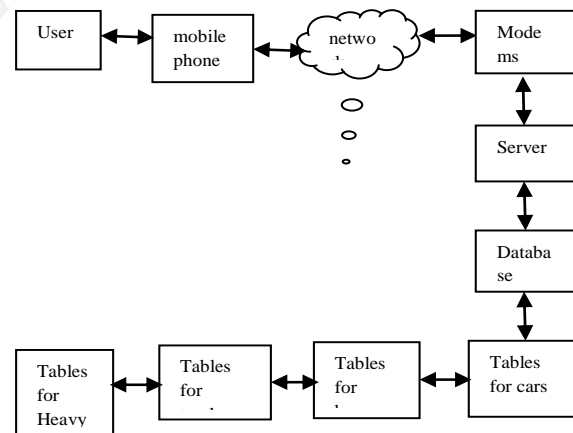 User
mobile
phone
netwo
Mode
ms
Server
Databa
se
Tables
for cars
Tables
for
Tables
for
Tables
for
Heavy